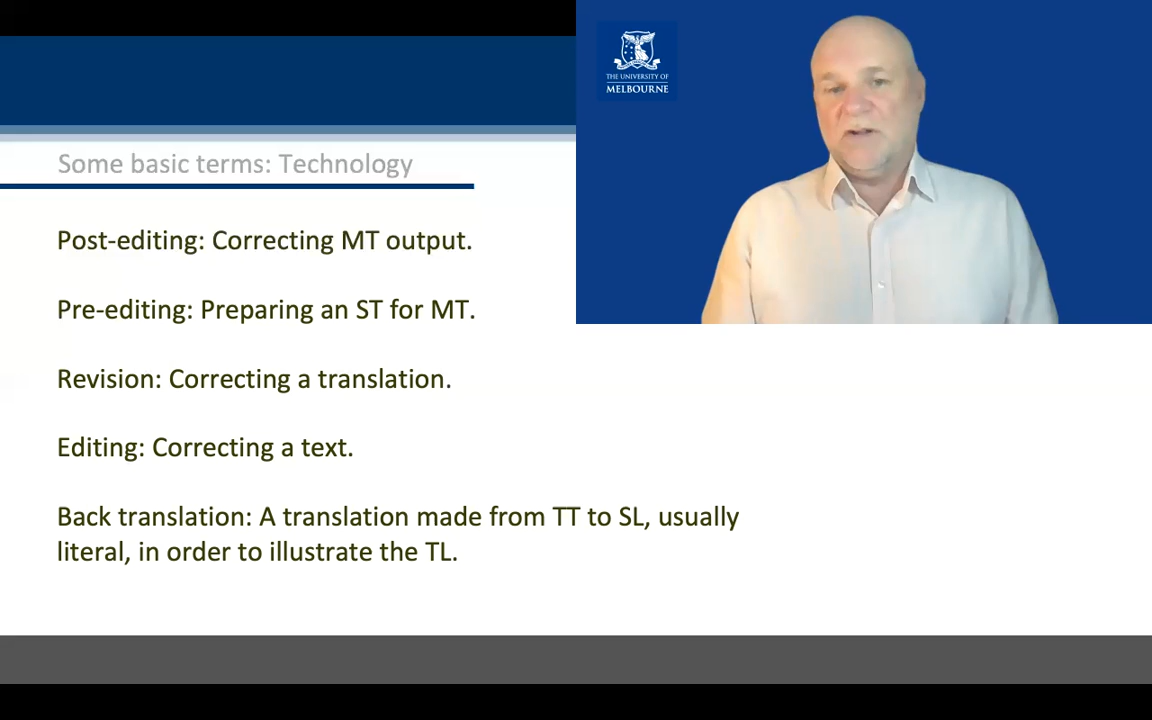 THE UNIVERSITY OF
MELBOURNE
Some basic terms: Technology
Post-editing: Correcting MT output.
Pre-editing: Preparing an ST for MT.
Revision: Correcting a translation.
Editing: Correcting a text.
Back translation: A translation made from TT to SL, usually
literal, in order to illustrate the TL.